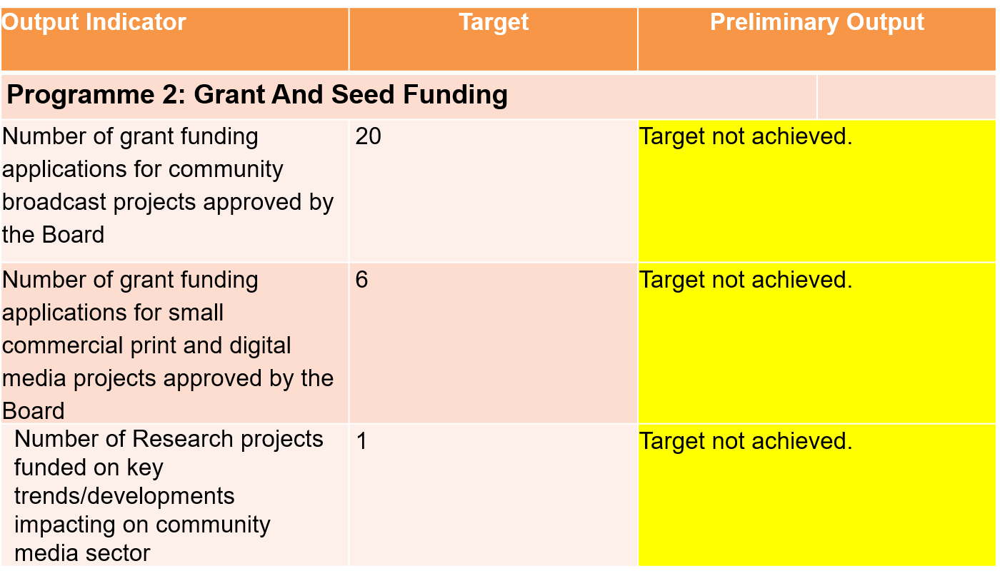 Output Indicator
Target
Preliminary Output
Programme 2: Grant And Seed Funding
Number of grant funding
applications for community
broadcast projects approved by
the Board
20
Target not achieved.
Number of grant funding
applications for small
commercial print and digital
media projects approved by the
Board
6
Target not achieved.
Number of Research projects
funded on key
trends/developments
impacting on community
media sector
1
Target not achieved.